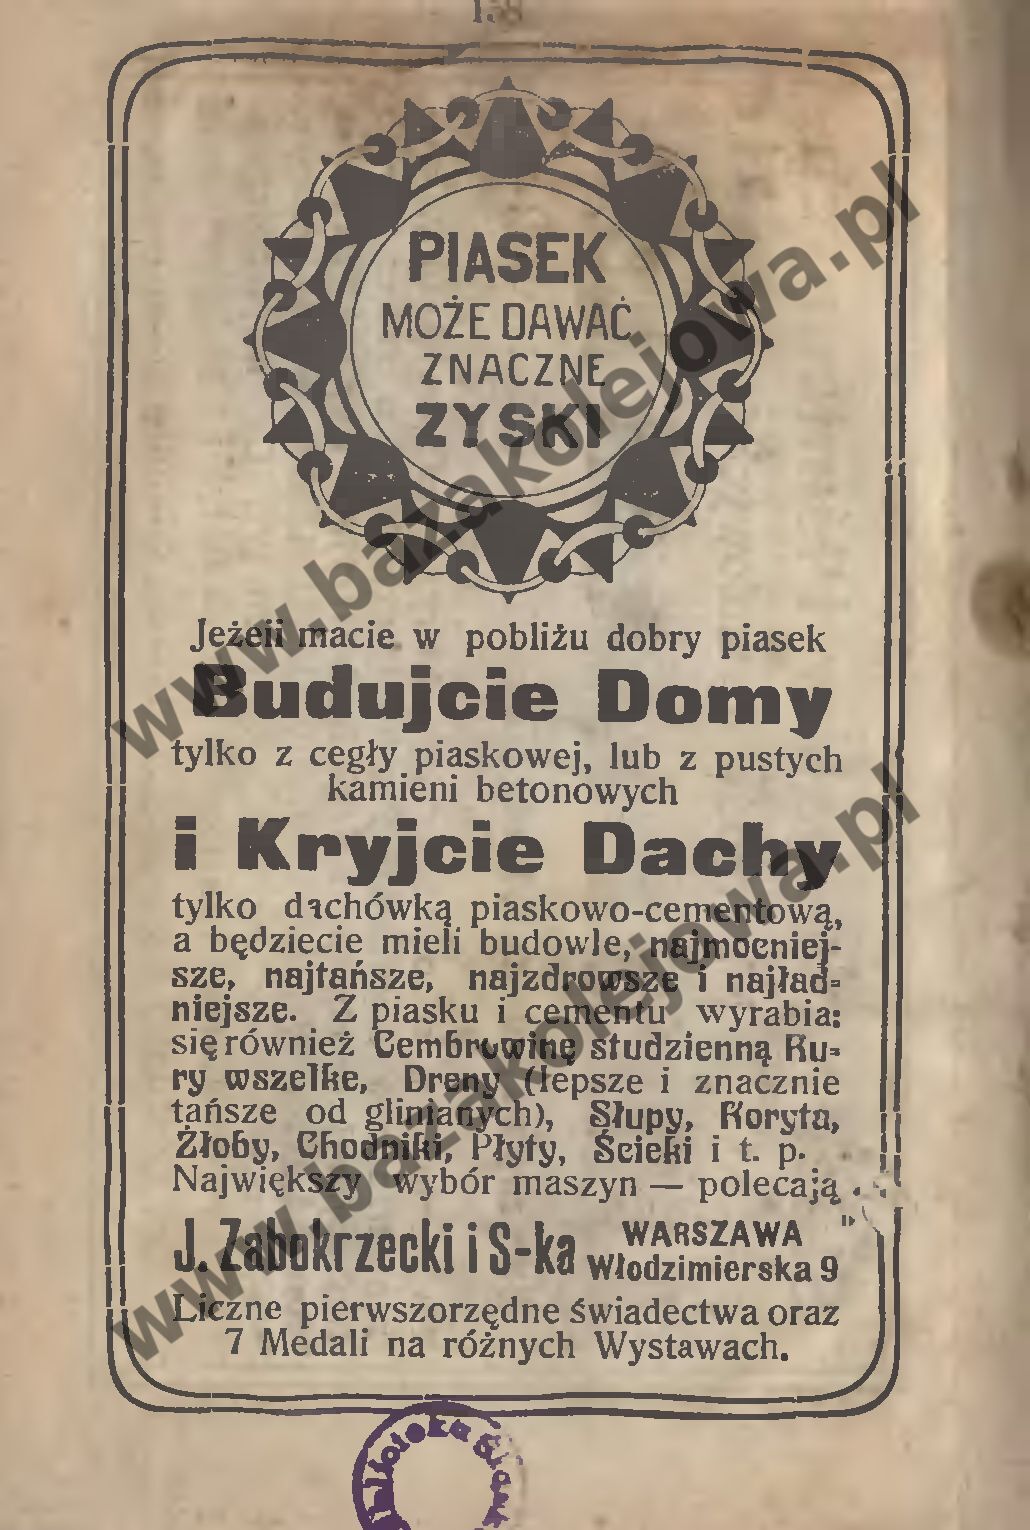 PIASEK
MOŻE DAWAĆ
ZNACZNE
ZYSKI
Jeżeli macie w pobliżu dobry piasek
Budujcie Domy
tylko z cegły piaskowej, lub z pustych
kamieni betonowych
i Kryjcie Dachy
tylko dachówką piaskowo-cementową,
a będziecie mieli budowle, najmocniej-
sze, najtańsze, najzdrowsze i najład-
niejsze. Z piasku i cementu wyrabia:
się również Cembrowinę studzienną Ru-
ry wszelke, Dreny (lepsze i znacznie
tańsze od glinianych), Słupy, Koryta,
Żłoby, Chodniki, Płyty, Ścieki i t. p.
Największy wybór maszyn — polecają
J. Zabokrzecki i S-ka WARSZAWA
Włodzimierska 9
Liczne pierwszorzędne świadectwa oraz
7 Medali na różnych Wystawach.
www.bazakolejowa.pl
www.bazakolejowa.pl